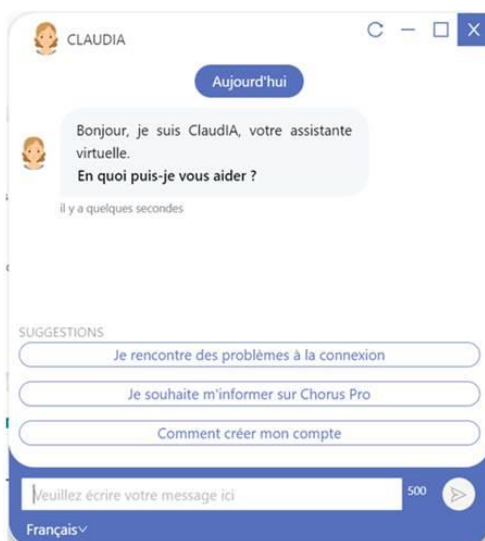 CLAUDIA
Aujourd'hui
Bonjour, je suis ClaudIA, votre assistante
virtuelle.
En quoi puis-je vous aider ?
il y a quelques secondes
SUGGESTIONS
Je rencontre des problèmes à la connexion
Je souhaite m'informer sur Chorus Pro
Comment créer mon compte
Veuillez écrire votre message ici
500
Français